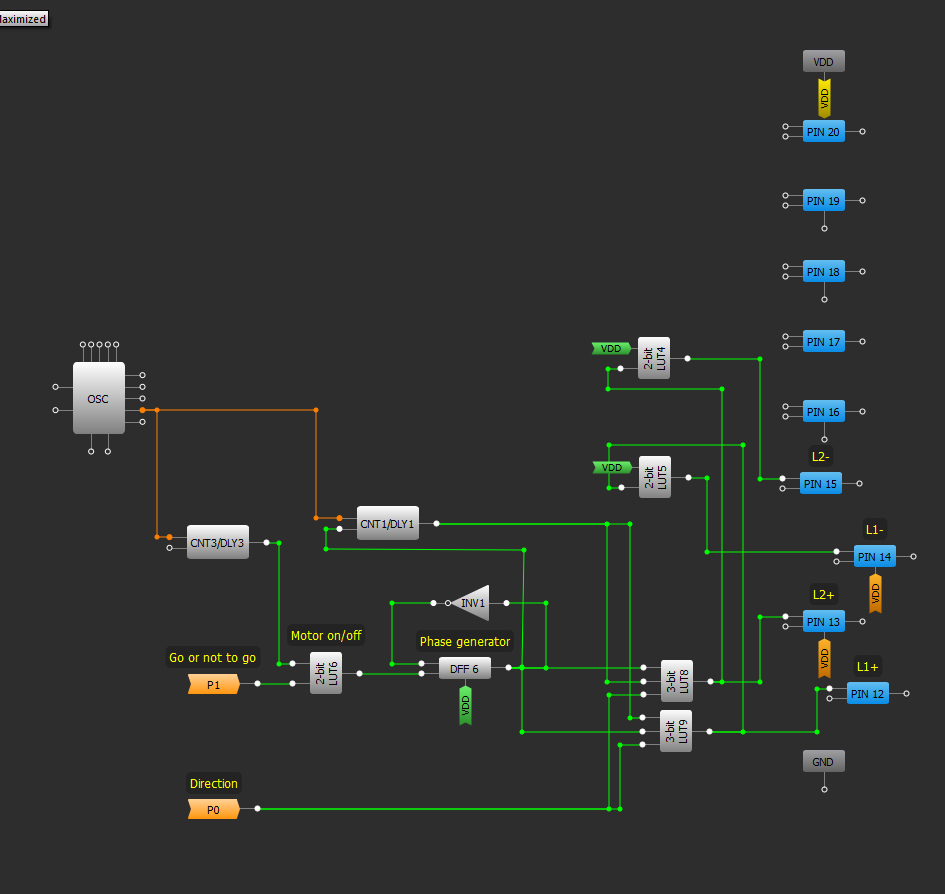 Maximized
VDD
VDD
PIN 20
PIN 19
PIN 18
PIN 17
PIN 16
L2-
PIN 15
L1-
PIN 14
VDD
L2+
PIN 13
VDD
L1+
PIN 12
GND
OSC
VDD
2-bit
LUT4
VDD
2-bit
LUT5
CNT3/DLY3
CNT1/DLY1
INV1
Motor on/off
2-bit
LUT6
Phase generator
DFF 6
VDD
Go or not to go
P1
3-bit
LUT8
3-bit
LUT9
Direction
P0